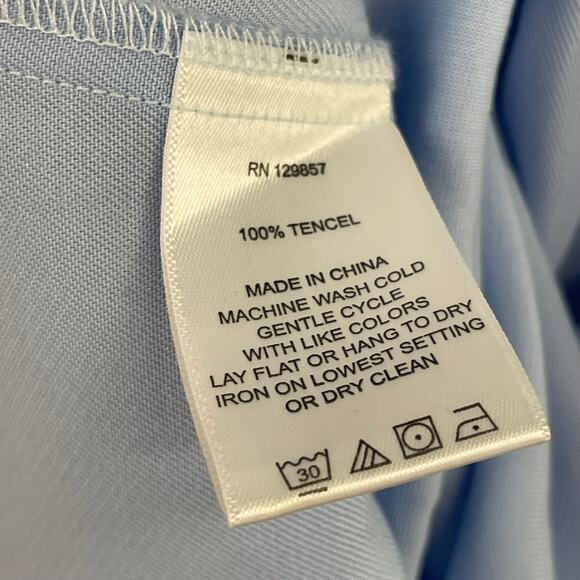 RN 129857
100% TENCEL
MADE IN CHINA
MACHINE WASH COLD
GENTLE CYCLE
WITH LIKE COLORS
LAY FLAT OR HANG TO DRY
IRON ON LOWEST SETTING
OR DRY CLEAN
30